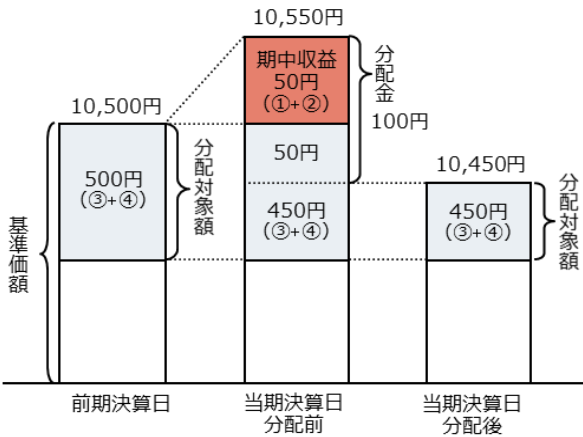 10,550円
期中収益
50円
(①+②)
分配金
100円
10,500円
500円
(③+④)
分配対象額
50円
450円
(③+④)
10,450円
450円
(③+④)
分配対象額
基準価額
前期決算日
当期決算日
分配前
当期決算日
分配後